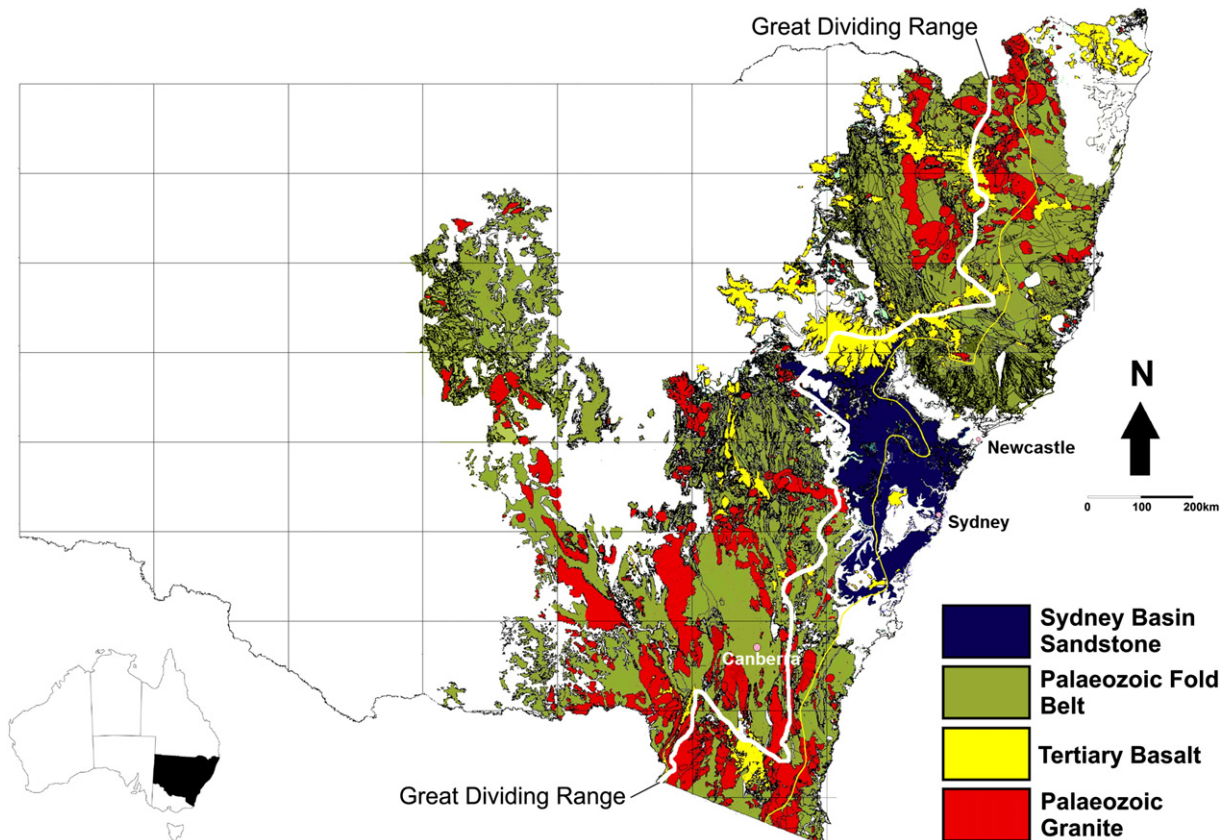 Great Dividing Range
N
Newcastle
0 100 200km
Sydney
Canberra
Great Dividing Range
Sydney Basin
Sandstone
Palaeozoic Fold
Belt
Tertiary Basalt
Palaeozoic
Granite